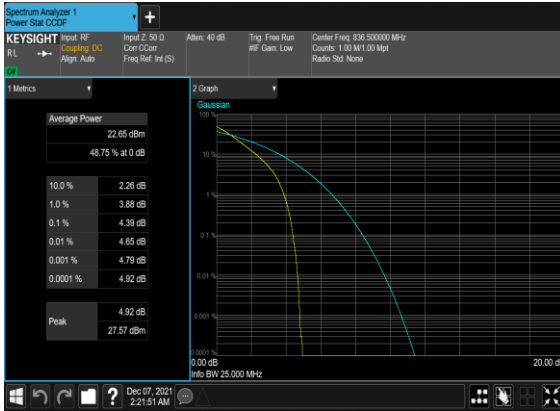 Spectrum Analyzer 1
Power Stat CCDF
+
KEYSIGHT
RL
Input: RF
Coupling: DC
Align: Auto
Input Z: 50 Ω
Corr CCorr
Freq Ref: Int (S)
Atten: 40 dB
Trig: Free Run
#IF Gain: Low
Center Freq: 836.500000 MHz
Counts: 1.00 M/1.00 Mpt
Radio Std: None
1 Metrics
Average Power
22.65 dBm
48.75 % at 0 dB
10.0 % 2.26 dB
1.0 % 3.88 dB
0.1 % 4.39 dB
0.01 % 4.65 dB
0.001 % 4.79 dB
0.0001 % 4.92 dB
Peak
4.92 dB
27.57 dBm
2 Graph
Gaussian
100 %
10 %
1 %
0.1 %
0.01 %
0.001 %
0.0001 %
0.00 dB
20.00 d
Info BW 25.000 MHz
?
Dec 07, 2021
2:21:51 AM